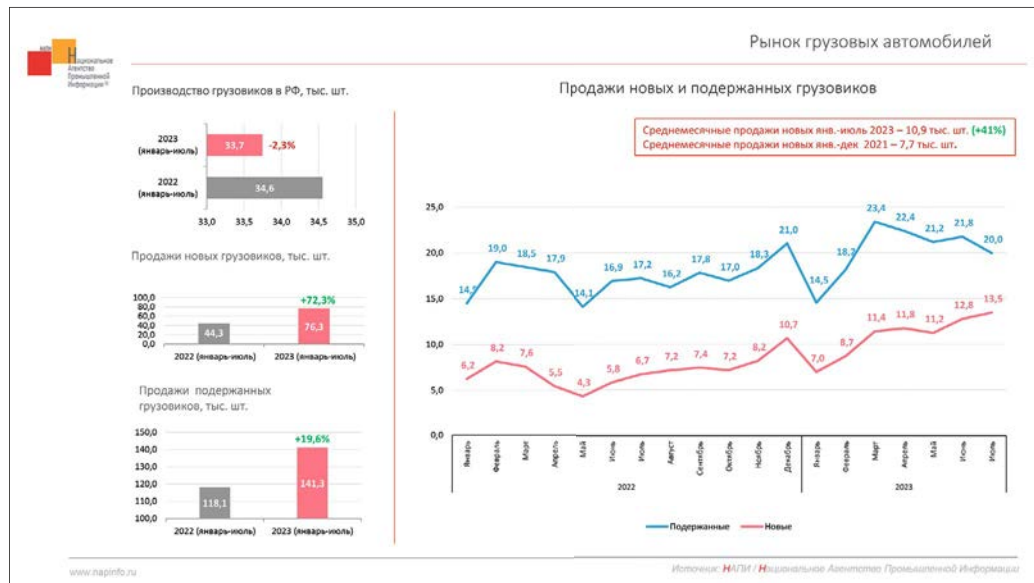 Рынок грузовых автомобилей
НАПИ
Национальное
Агентство
Промышленной
Информации
Производство грузовиков в РФ, тыс. шт.
2023
(январь-июль)
33,7
-2,3%
2022
(январь-июль)
34,6
33,0 33,5 34,0 34,5 35,0
Продажи новых грузовиков, тыс. шт.
100,0
80,0
60,0
40,0
20,0
0,0
+72,3%
44,3
76,3
2022 (январь-июль) 2023 (январь-июль)
Продажи подержанных
грузовиков, тыс. шт.
150,0
140,0
130,0
120,0
110,0
100,0
+19,6%
118,1
141,3
2022 (январь-июль) 2023 (январь-июль)
Продажи новых и подержанных грузовиков
Среднемесячные продажи новых янв.-июль 2023 – 10,9 тыс. шт. (+41%)
Среднемесячные продажи новых янв.-дек 2021 – 7,7 тыс. шт.
25,0
20,0
15,0
10,0
5,0
0,0
19,0 18,5 17,9 14,1 16,9 17,2 16,2 17,8 17,0 18,3 21,0 14,5 18,2 23,4 22,4 21,2 21,8 20,0
6,2 8,2 7,6 5,5 4,3 5,8 6,7 7,2 7,4 7,2 8,2 10,7 7,0 8,7 11,4 11,8 11,2 12,8 13,5
Январь Февраль Март Апрель Май Июнь Июль Август Сентябрь Октябрь Ноябрь Декабрь Январь Февраль Март Апрель Май Июнь Июль
2022 2023
Подержанные Новые
www.napinfo.ru
Источник: НАПИ / Национальное Агентство Промышленной Информации